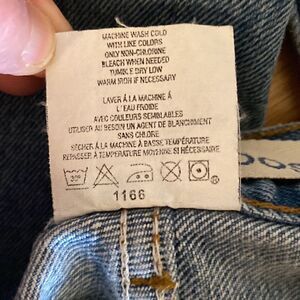 MACHINE WASH COLD
WITH LIKE COLORS
ONLY NON-CHLORINE
BLEACH WHEN NEEDED
TUMBLE DRY LOW
WARM IRON IF NECESSARY
LAVER À LA MACHINE À
L'EAU FROIDE
AVEC COULEURS SEMBLABLES
UTILISER AU BESOIN UN AGENT DE BLANCHIMENT
SANS CHLORE
SÉCHER À LA MACHINE À BASSE TEMPÉRATURE
REPASSER À TEMPÉRATURE MOYENNE SI NÉCESSAIRE
1166